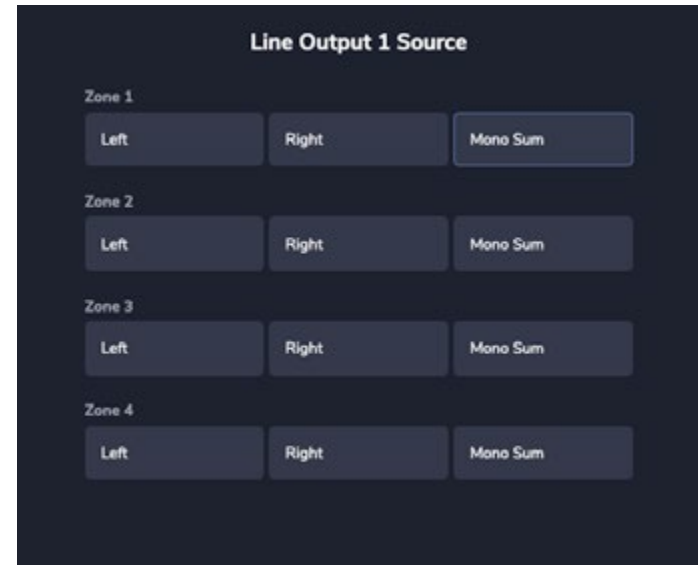 Line Output 1 Source
Zone 1
Left Right Mono Sum
Zone 2
Left Right Mono Sum
Zone 3
Left Right Mono Sum
Zone 4
Left Right Mono Sum